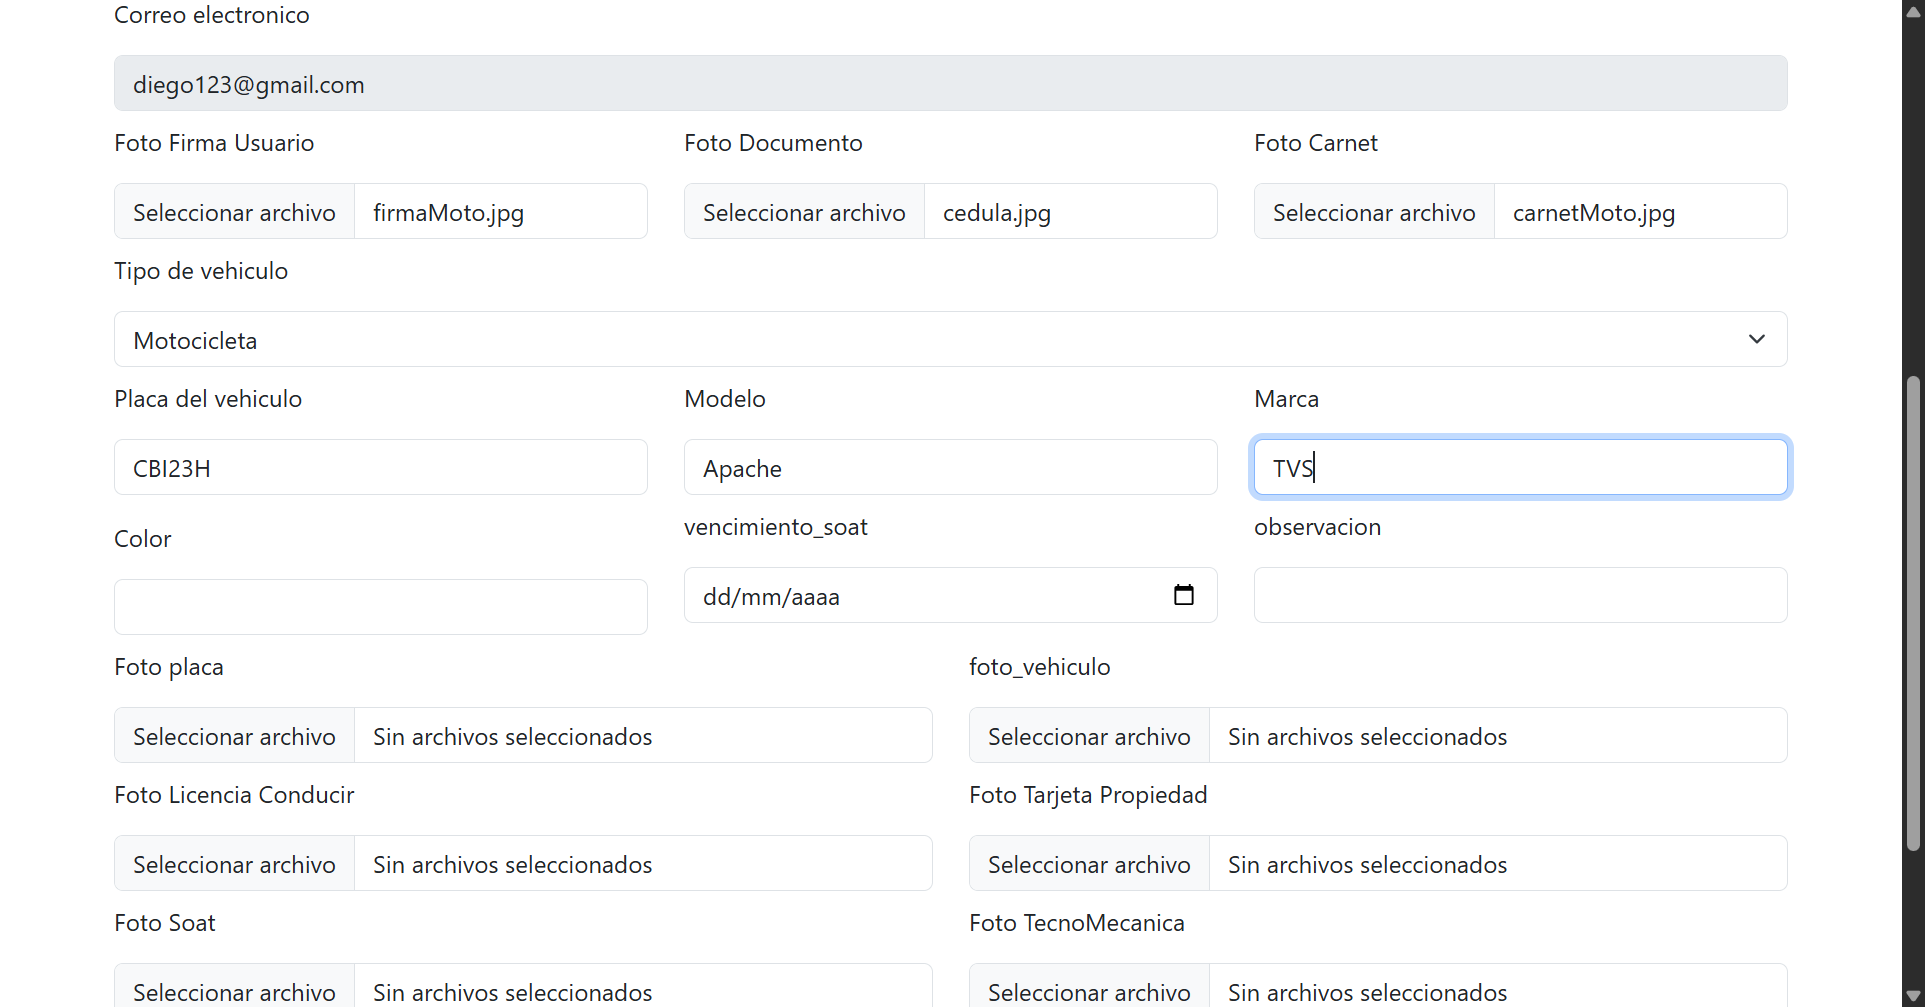 Correo electronico
diego123@gmail.com
Foto Firma Usuario Foto Documento Foto Carnet
Seleccionar archivo firmaMoto.jpg Seleccionar archivo cedula.jpg Seleccionar archivo carnetMoto.jpg
Tipo de vehiculo
Motocicleta
Placa del vehiculo Modelo Marca
CBI23H Apache TVS
Color vencimiento_soat observacion
dd/mm/aaaa
Foto placa foto_vehiculo
Seleccionar archivo Sin archivos seleccionados Seleccionar archivo Sin archivos seleccionados
Foto Licencia Conducir Foto Tarjeta Propiedad
Seleccionar archivo Sin archivos seleccionados Seleccionar archivo Sin archivos seleccionados
Foto Soat Foto TecnoMecanica
Seleccionar archivo Sin archivos seleccionados Seleccionar archivo Sin archivos seleccionados